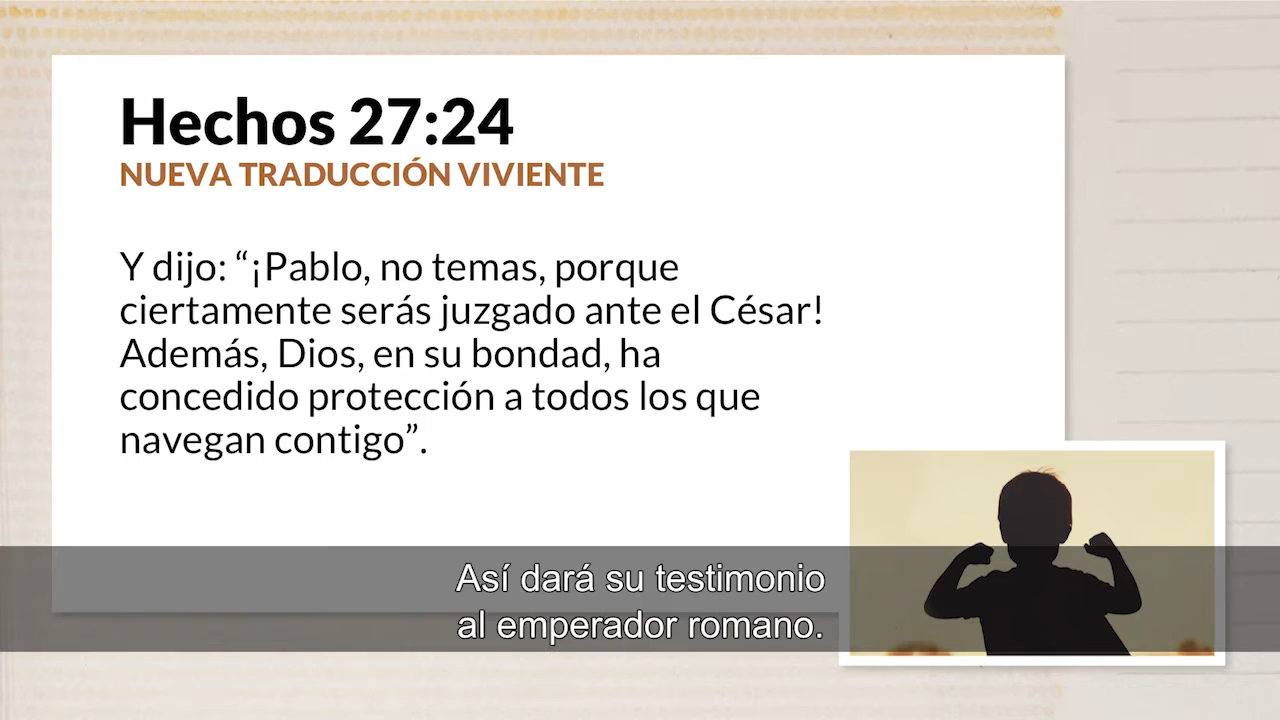 Hechos 27:24
NUEVA TRADUCCIÓN VIVIENTE
Y dijo: “¡Pablo, no temas, porque
ciertamente serás juzgado ante el César!
Además, Dios, en su bondad, ha
concedido protección a todos los que
navegan contigo”.
Así dará su testimonio
al emperador romano.